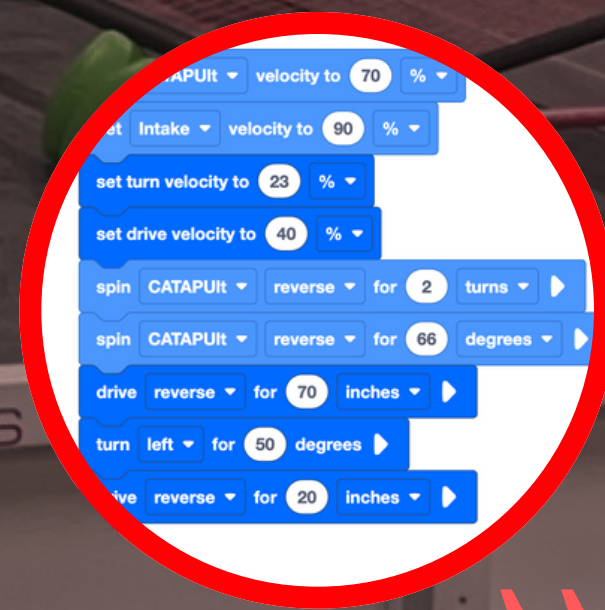 velocity to 70 %
Intake velocity to 90 %
set turn velocity to 23 %
set drive velocity to 40 %
spin CATAPUlt reverse for 2 turns
spin CATAPUlt reverse for 66 degrees
drive reverse for 70 inches
turn left for 50 degrees
reverse for 20 inches
S